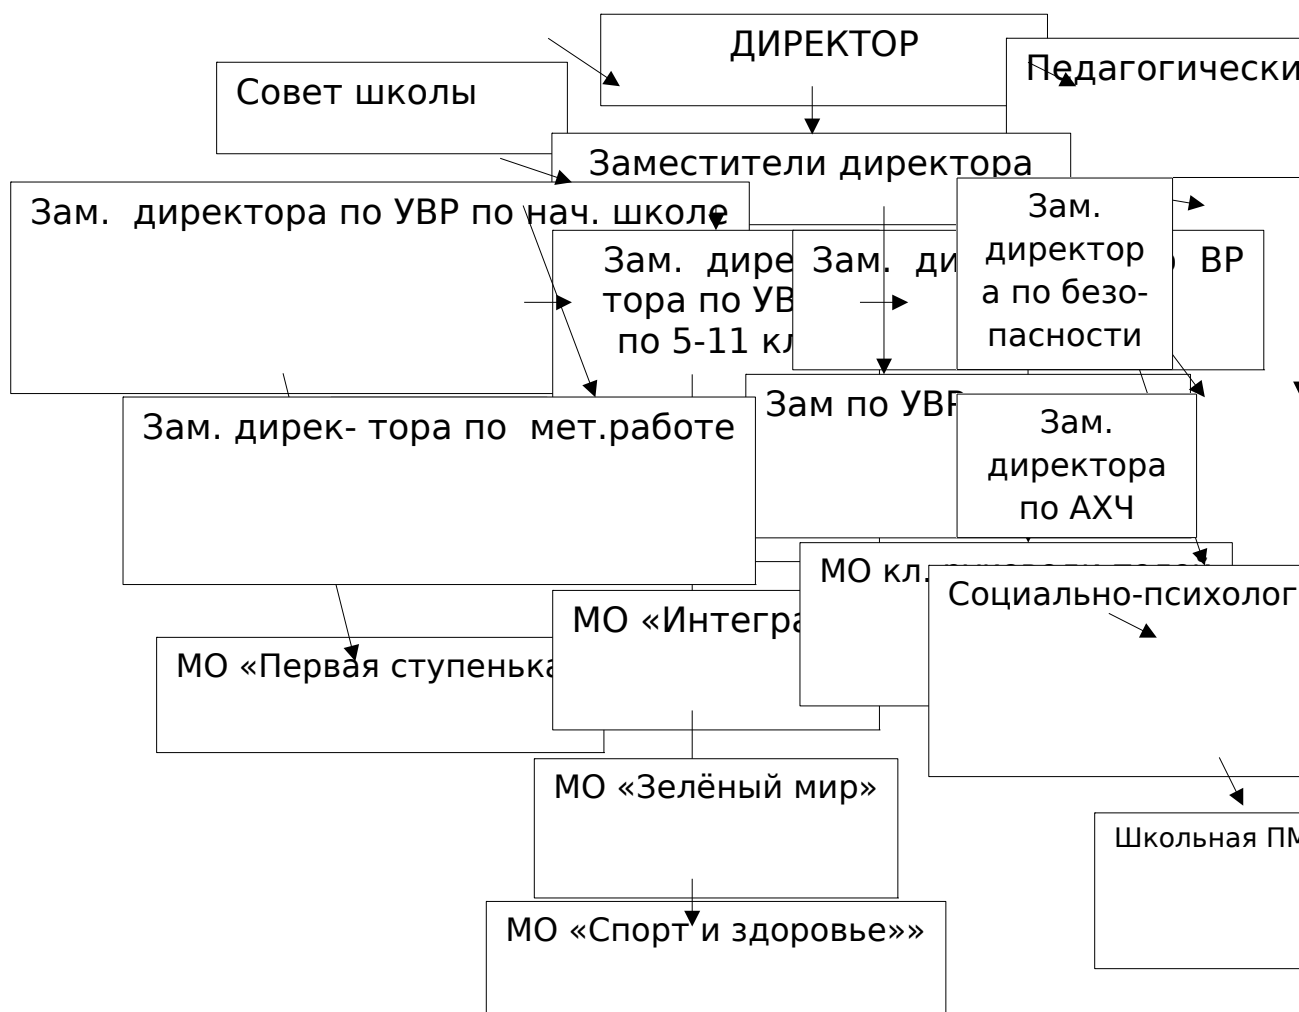 ДИРЕКТОР
Педагогически
Совет школы
Заместители директора
Зам. директора по УВР по нач. школе
Зам.
директор
а по безо-
пасности
Зам. дире
тора по УВ
по 5-11 кл
Зам. ди
ВР
Зам по УВР
Зам. дирек- тора по мет.работе
Зам.
директора
по АХЧ
МО кл.
Социально-психолог
МО «Интегра
МО «Первая ступенька
МО «Зелёный мир»
Школьная ПМ
МО «Спорт и здоровье»»